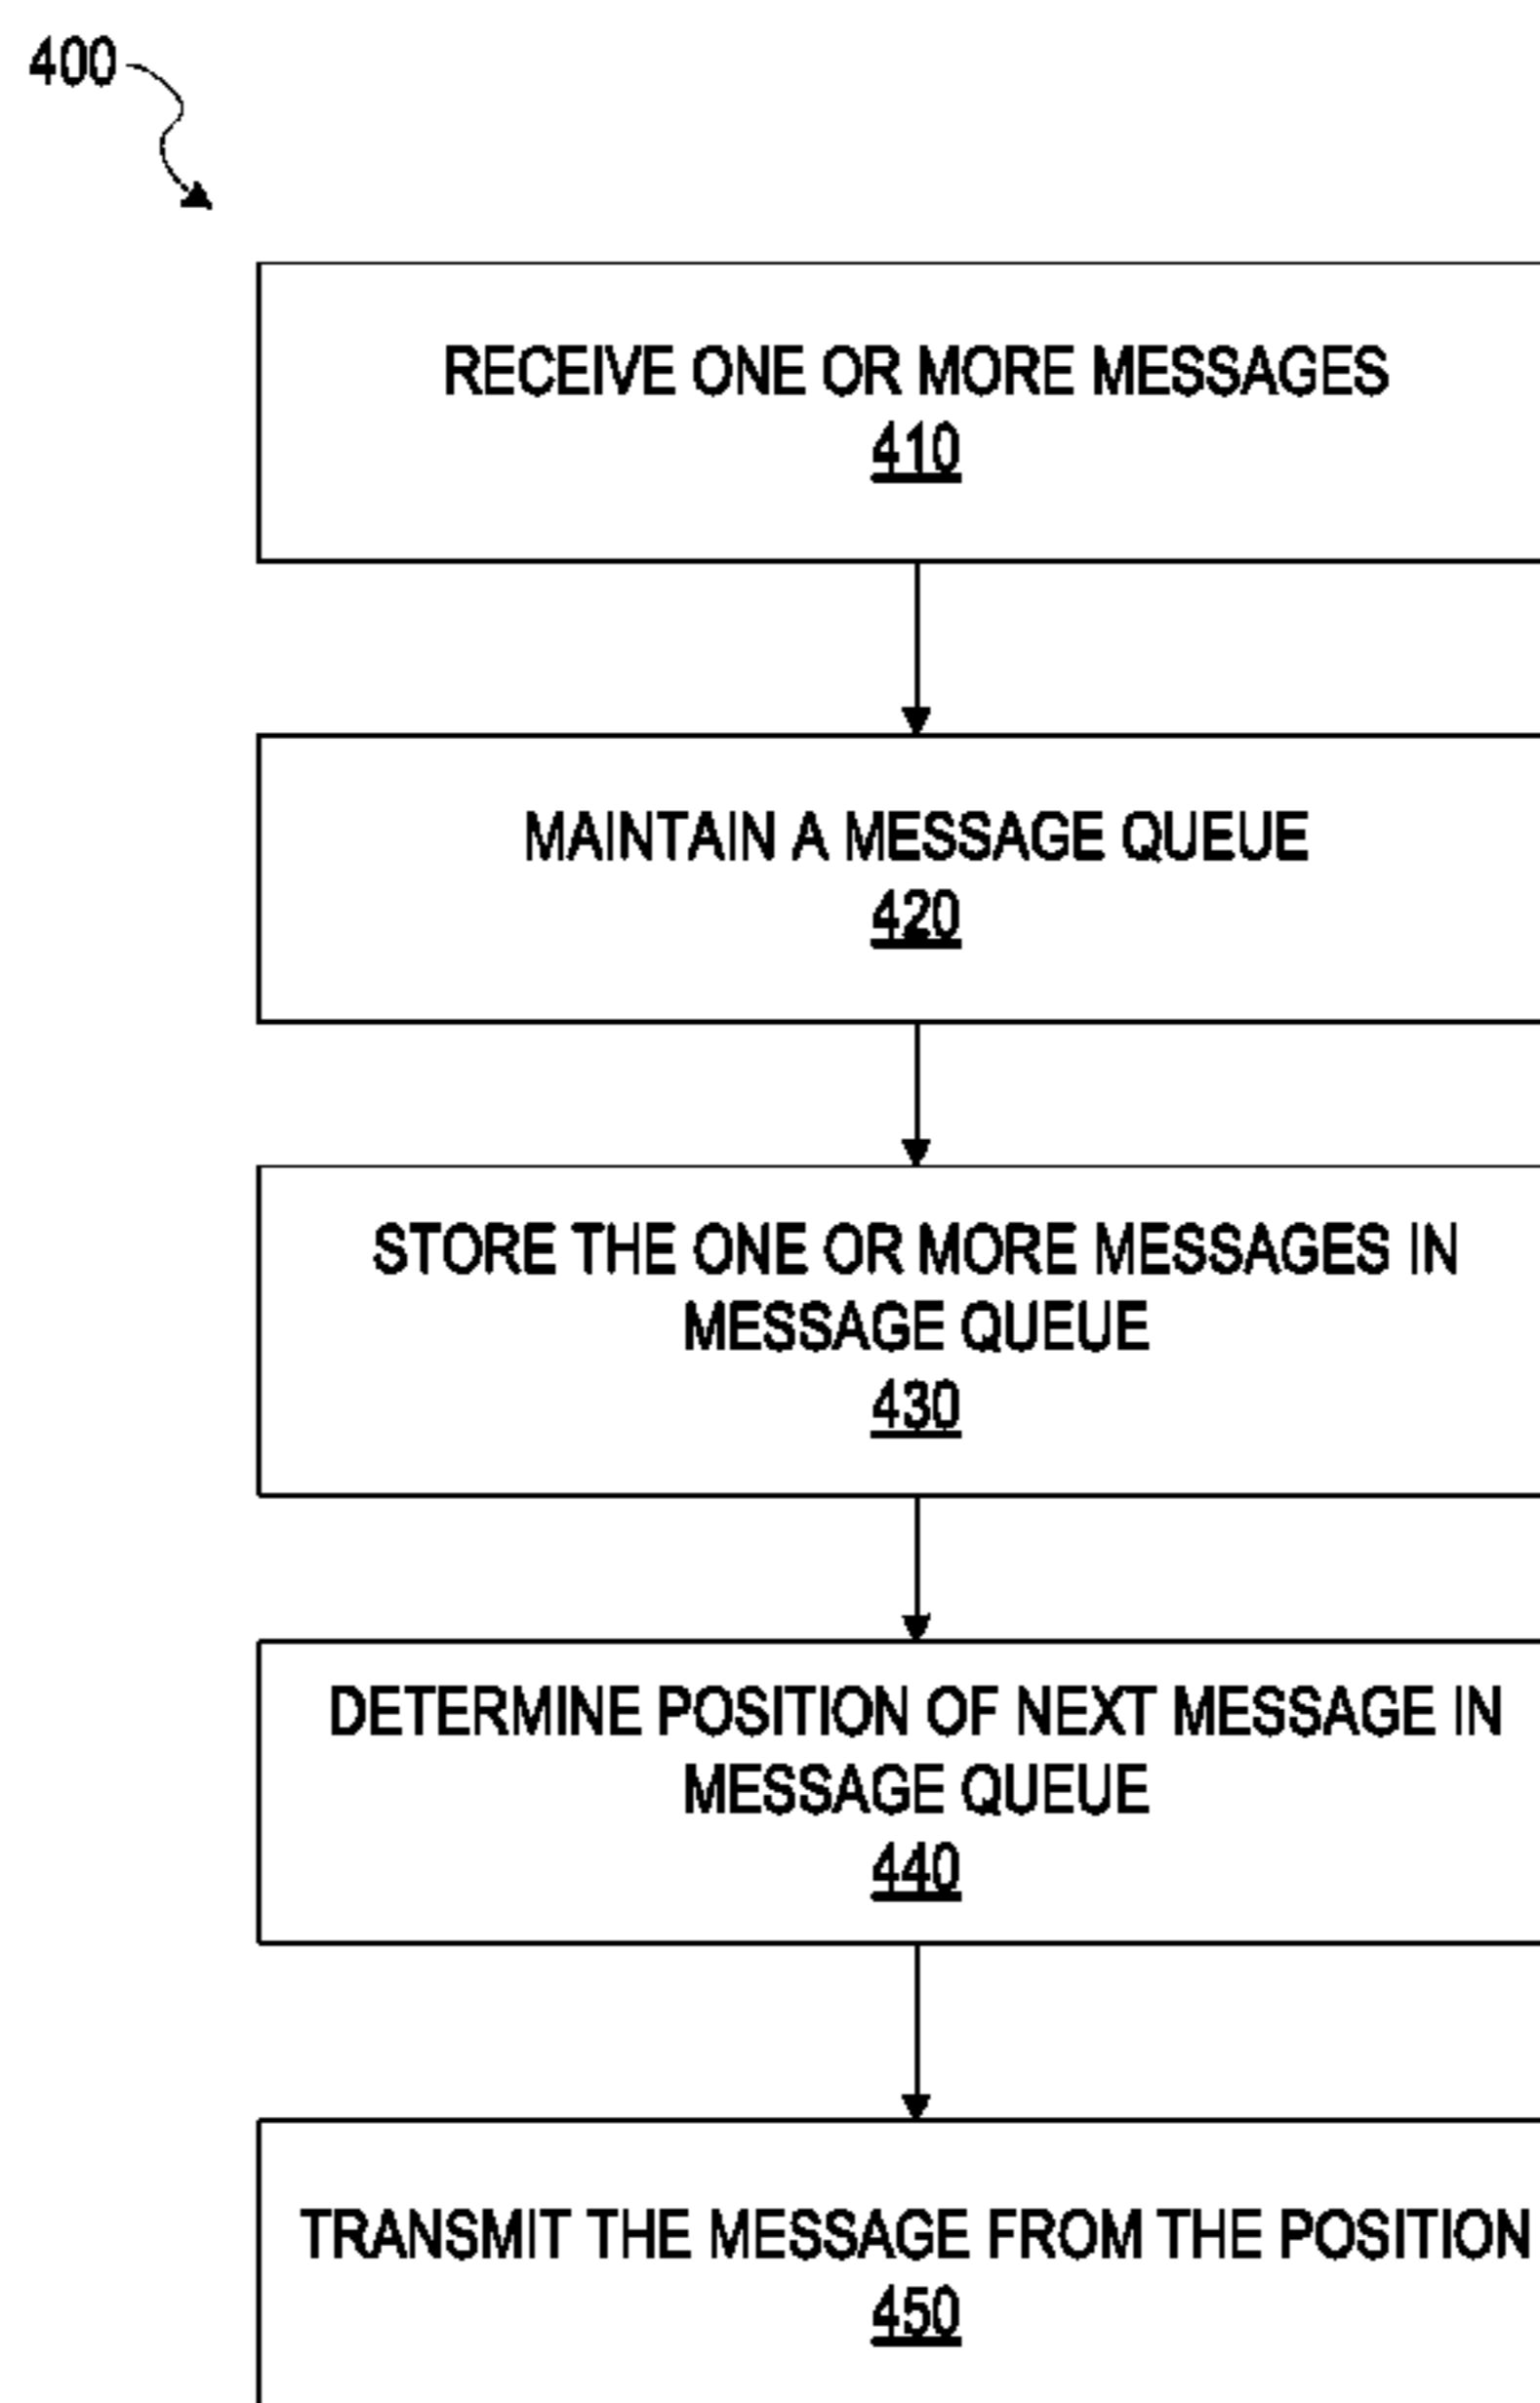 400
RECEIVE ONE OR MORE MESSAGES
410
MAINTAIN A MESSAGE QUEUE
420
STORE THE ONE OR MORE MESSAGES IN
MESSAGE QUEUE
430
DETERMINE POSITION OF NEXT MESSAGE IN
MESSAGE QUEUE
440
TRANSMIT THE MESSAGE FROM THE POSITION
450